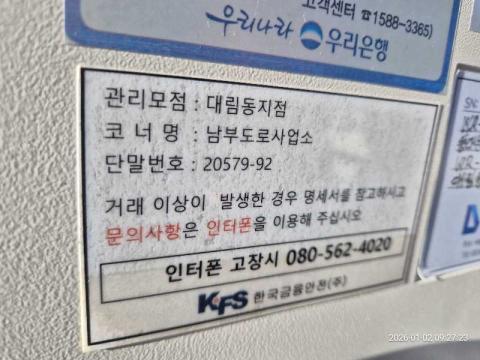 고객센터 ☎1588-3365)
우리나라 우리은행
관리모점 : 대림동지점
코 너 명 : 남부도로사업소
단말번호 : 20579-92
거래 이상이 발생한 경우 명세서를 참고하시고
문의사항은 인터폰을 이용해 주십시오
인터폰 고장시 080-562-4020
KFS 한국금융안전(주)
2026-01-02 09:27:23